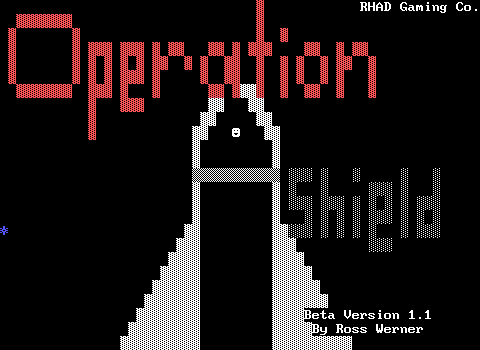 RHAD Gaming Co.
Operation
Shield
Beta Version 1.1
By Ross Werner